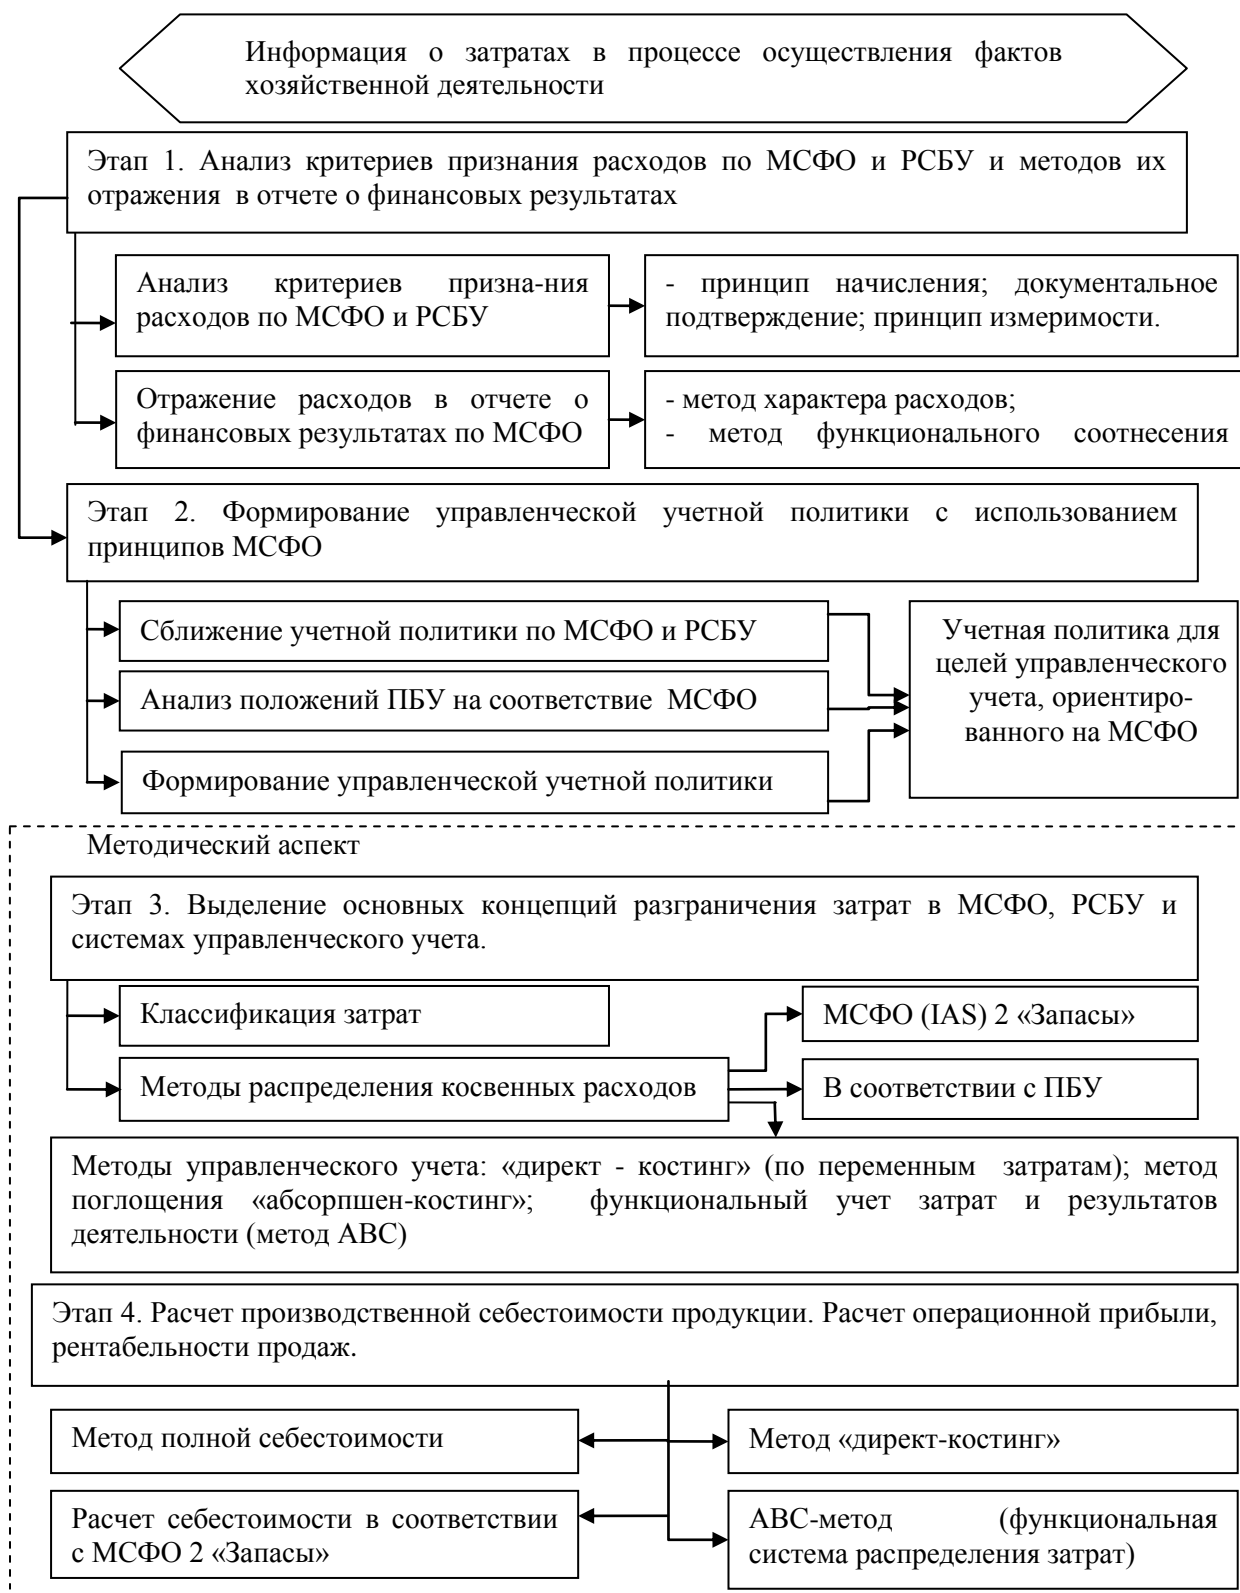 Информация о затратах в процессе осуществления фактов
хозяйственной деятельности
Этап 1. Анализ критериев признания расходов по МСФО и РСБУ и методов их
отражения в отчете о финансовых результатах
Анализ критериев призна-ния
расходов по МСФО и РСБУ
- принцип начисления; документальное
подтверждение; принцип измеримости.
Отражение расходов в отчете о
финансовых результатах по МСФО
- метод характера расходов;
- метод функционального соотнесения
Этап 2. Формирование управленческой учетной политики с использованием
принципов МСФО
Сближение учетной политики по МСФО и РСБУ
Анализ положений ПБУ на соответствие МСФО
Формирование управленческой учетной политики
Учетная политика для
целей управленческого
учета, ориентиро-
ванного на МСФО
Методический аспект
Этап 3. Выделение основных концепций разграничения затрат в МСФО, РСБУ и
системах управленческого учета.
Классификация затрат
Методы распределения косвенных расходов
МСФО (IAS) 2 «Запасы»
В соответствии с ПБУ
Методы управленческого учета: «директ - костинг» (по переменным затратам); метод
поглощения «абсорпшен-костинг»; функциональный учет затрат и результатов
деятельности (метод АВС)
Этап 4. Расчет производственной себестоимости продукции. Расчет операционной прибыли,
рентабельности продаж.
Метод полной себестоимости
Метод «директ-костинг»
Расчет себестоимости в соответствии
с МСФО 2 «Запасы»
АВС-метод (функциональная
система распределения затрат)